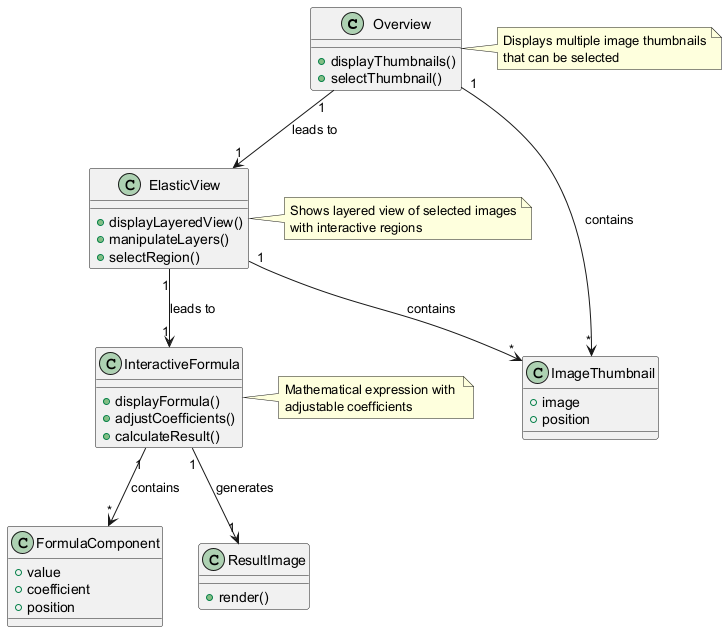 C Overview
+ displayThumbnails()
+ selectThumbnail()
Displays multiple image thumbnails
that can be selected
1
1
leads to
1
C ElasticView
+ displayLayeredView()
+ manipulateLayers()
+ selectRegion()
Shows layered view of selected images
with interactive regions
contains
1
1
leads to
contains
1
*
*
C InteractiveFormula
+ displayFormula()
+ adjustCoefficients()
+ calculateResult()
Mathematical expression with
adjustable coefficients
C ImageThumbnail
image
position
1
1
contains
generates
*
1
C FormulaComponent
value
coefficient
position
C ResultImage
+ render()